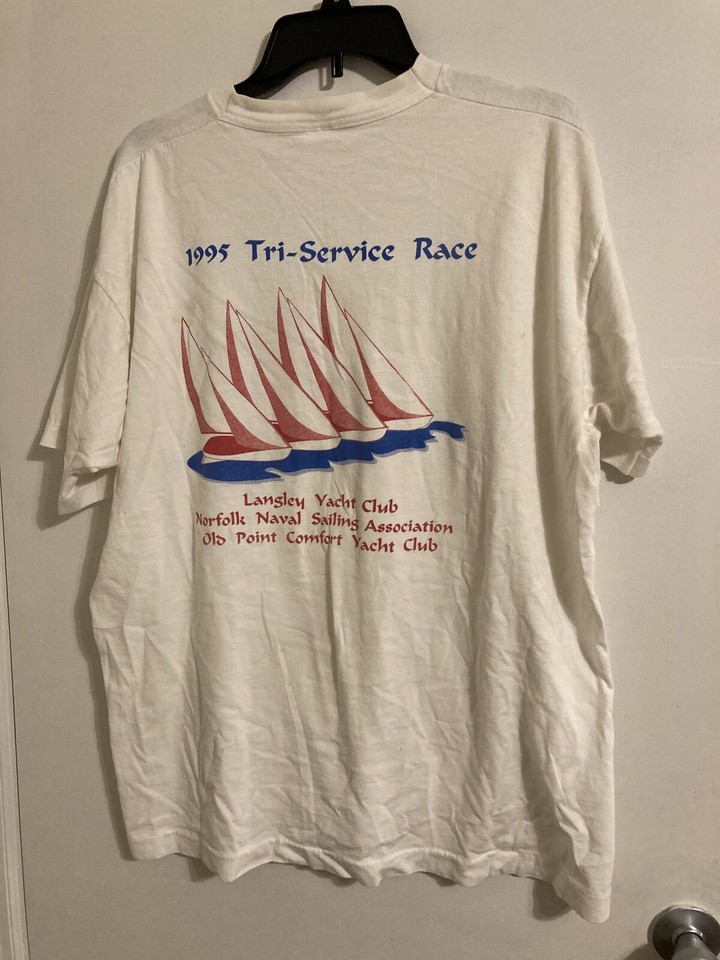 1995 Tri-Service Race
Langley Yacht Club
Norfolk Naval Sailing Association
Old Point Comfort Yacht Club